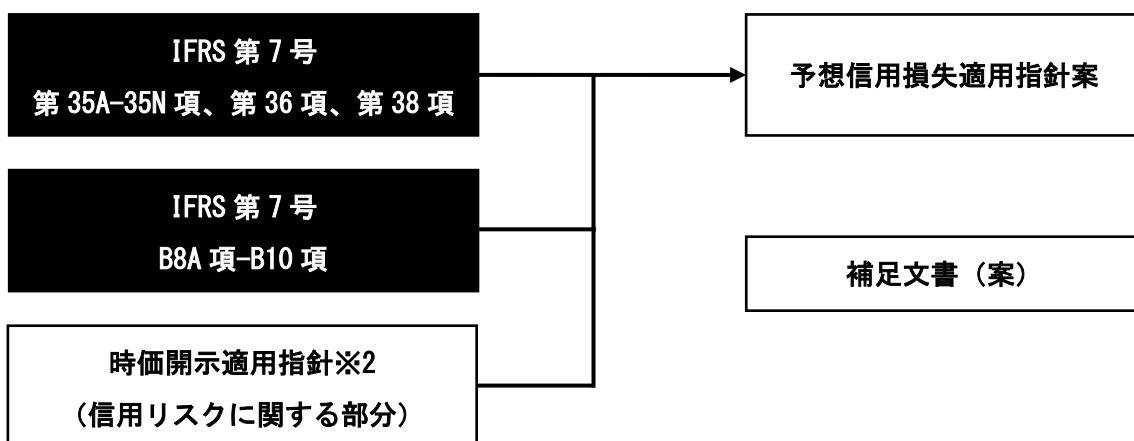 IFRS 第 7 号
第 35A-35N 項、第 36 項、第 38 項
IFRS 第 7 号
B8A 項-B10 項
時価開示適用指針※2
（信用リスクに関する部分）
予想信用損失適用指針案
補足文書（案）